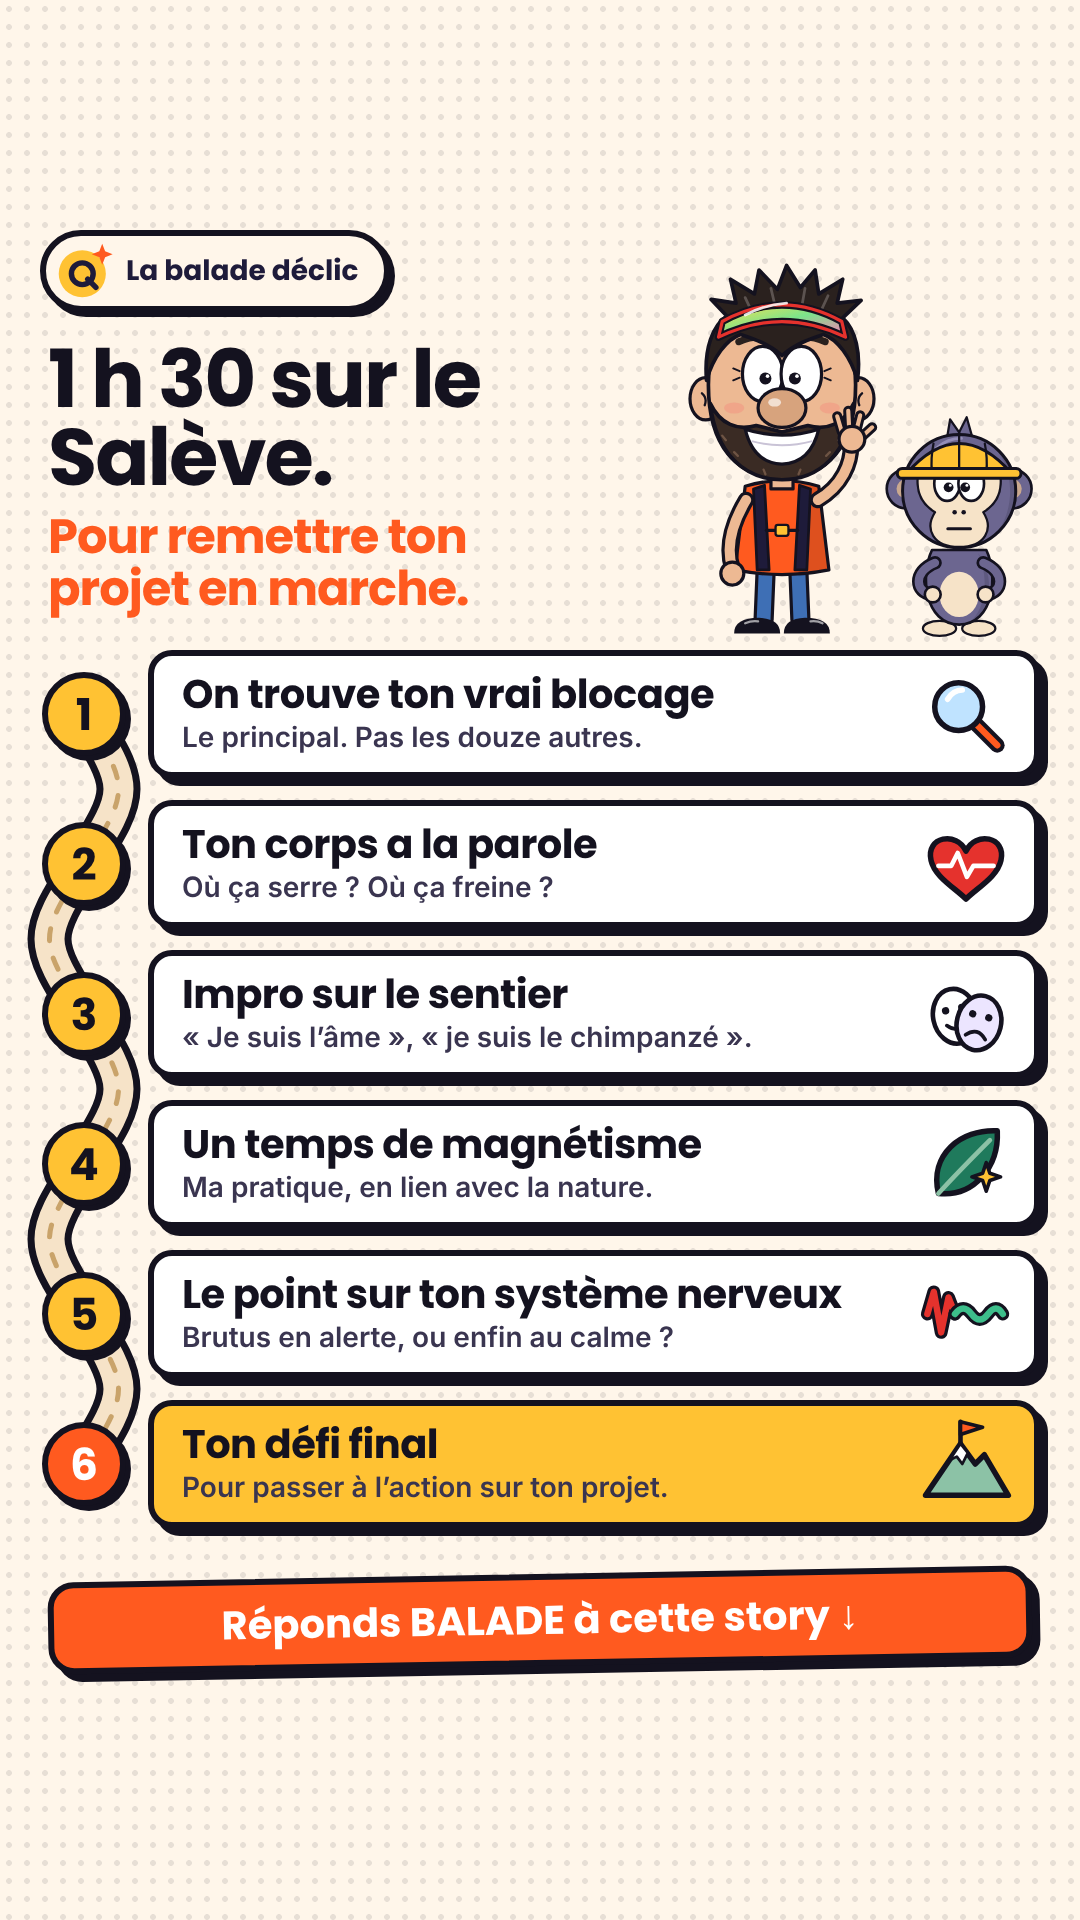 La balade déclic
1 h 30 sur le
Salève.
Pour remettre ton
projet en marche.
1
On trouve ton vrai blocage
Le principal. Pas les douze autres.
2
Ton corps a la parole
Où ça serre ? Où ça freine ?
3
Impro sur le sentier
« Je suis l’âme », « je suis le chimpanzé ».
4
Un temps de magnétisme
Ma pratique, en lien avec la nature.
5
Le point sur ton système nerveux
Brutus en alerte, ou enfin au calme ?
6
Ton défi final
Pour passer à l’action sur ton projet.
Réponds BALADE à cette story ↓